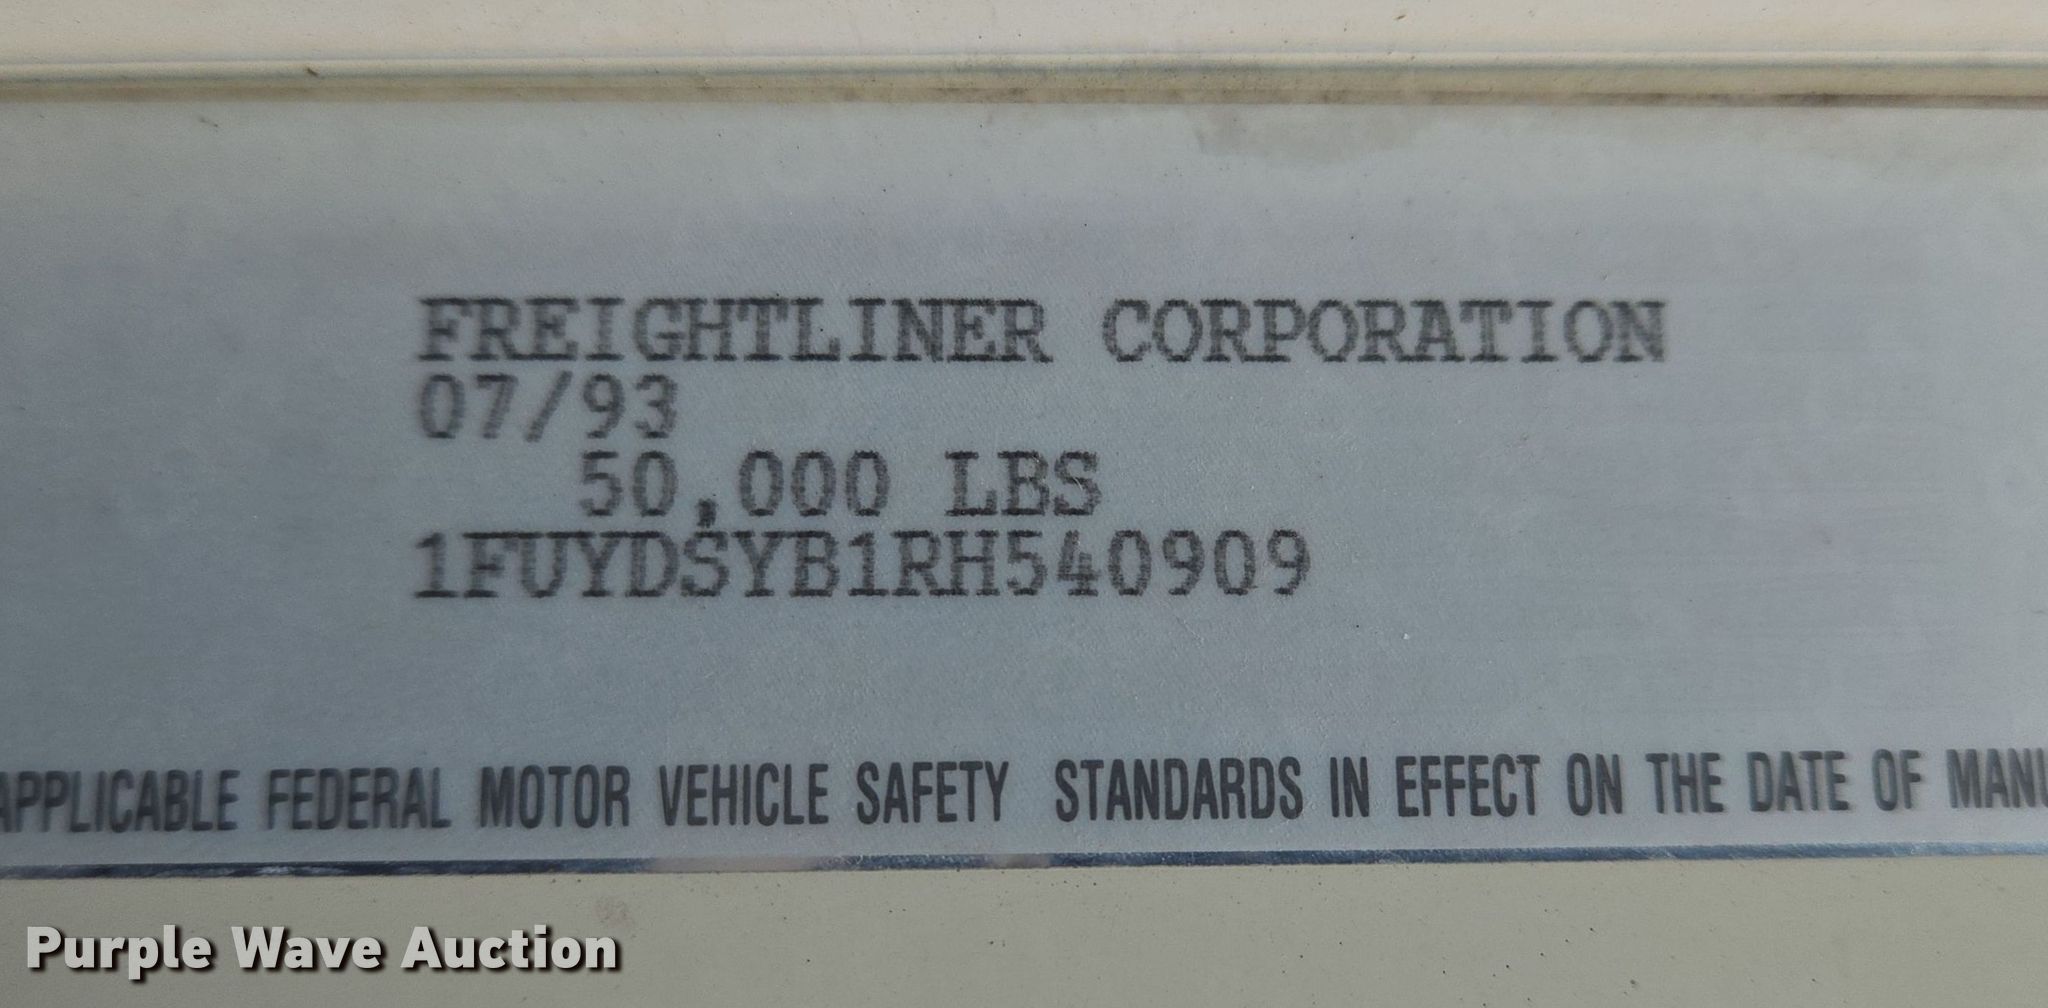 FREIGHTLINER CORPORATION
07/93
50,000 LBS
1FUYDSYB1RH540909
APPLICABLE FEDERAL MOTOR VEHICLE SAFETY STANDARDS IN EFFECT ON THE DATE OF MANU
Purple Wave Auction